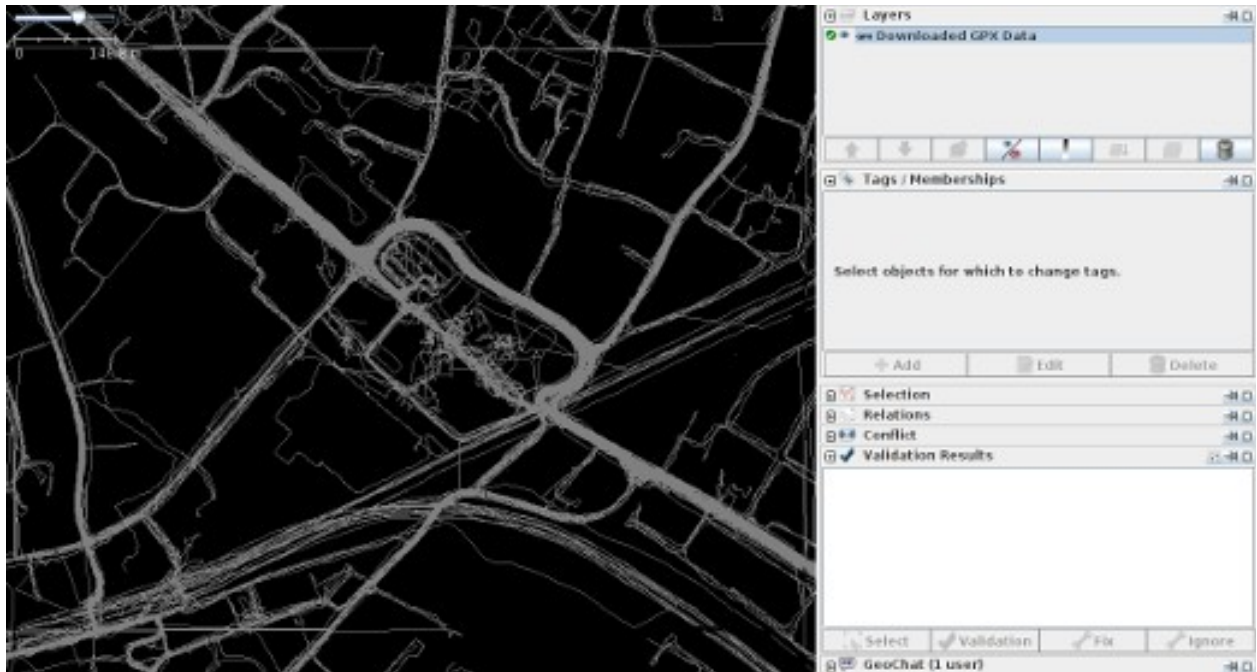 0
Layers
Downloaded GPX Data
Tags / Memberships
Select objects for which to change tags.
Add Edit Delete
Selection
Relations
Conflict
Validation Results
Select Validation Fix Ignore
GeoChat (1 user)